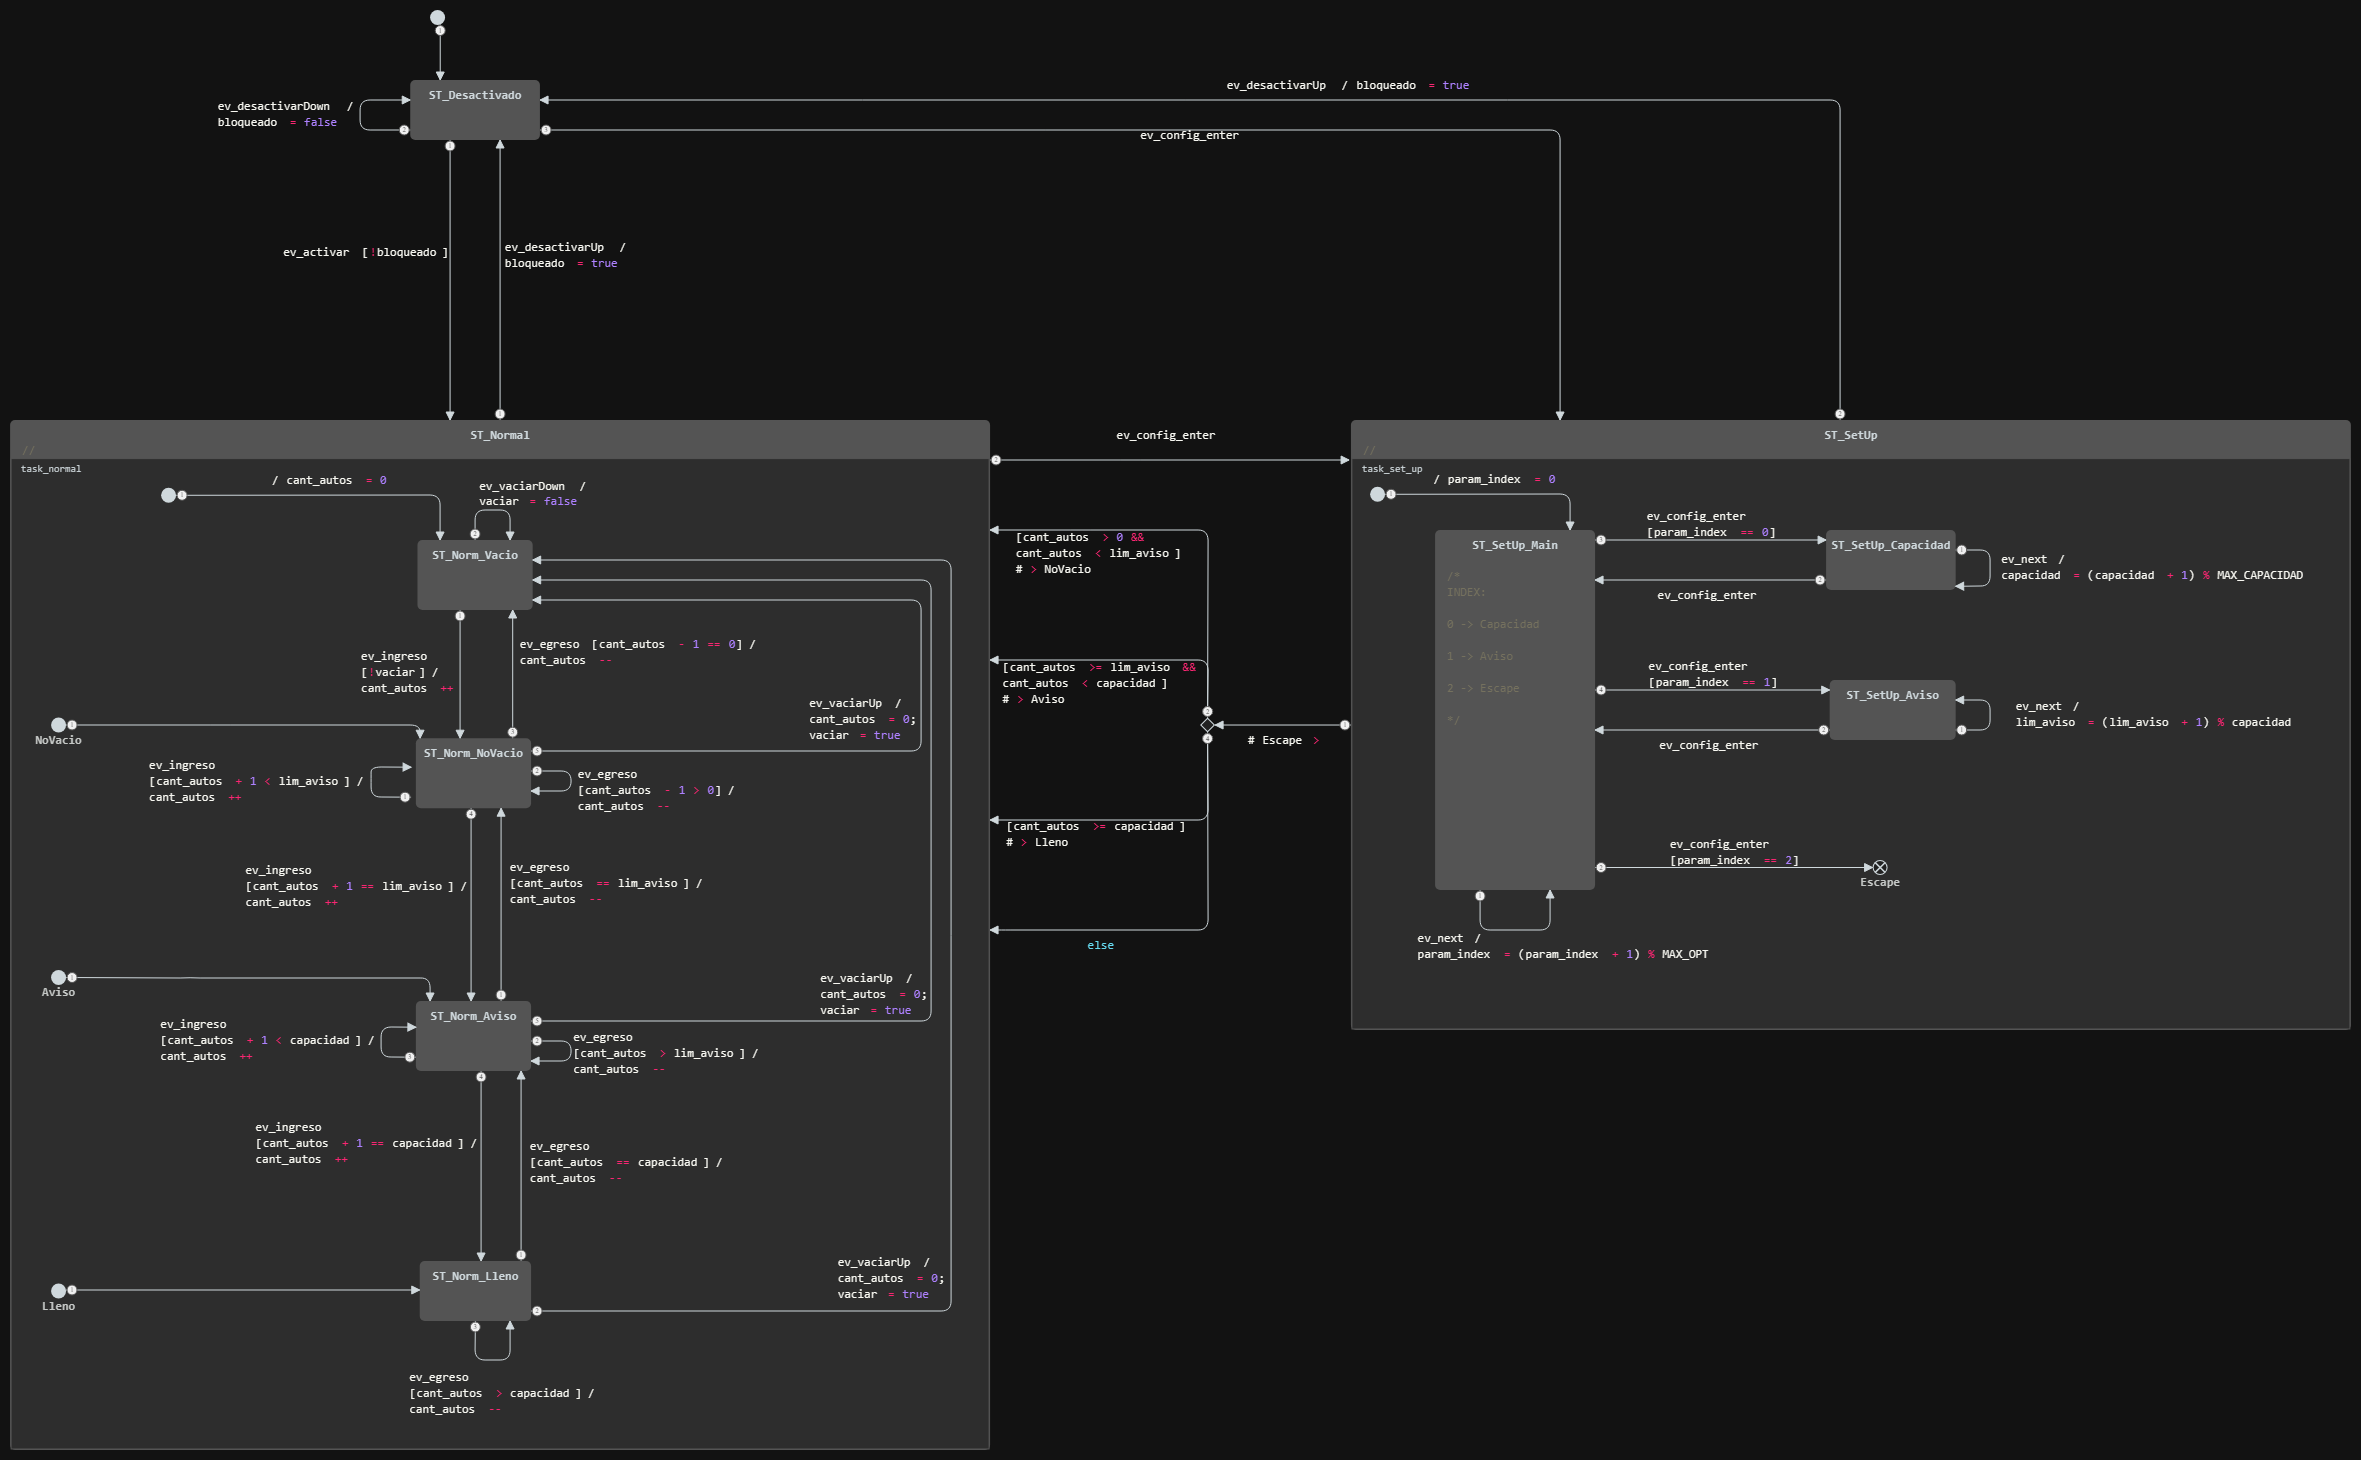 ST_Desactivado
ev_desactivarDown /
bloqueado = false
ev_desactivarUp / bloqueado = true
ev_config_enter
ev_activar [!bloqueado]
ev_desactivarUp /
bloqueado = true
ST_Normal
//
task_normal
/ cant_autos = 0
ev_vaciarDown /
vaciar = false
ST_Norm_Vacio
ev_ingreso
[!vaciar] /
cant_autos ++
ev_egreso [cant_autos - 1 == 0] /
cant_autos --
ev_vaciarUp /
cant_autos = 0;
vaciar = true
NoVacio
ST_Norm_NoVacio
ev_ingreso
[cant_autos + 1 < lim_aviso] /
cant_autos ++
ev_egreso
[cant_autos - 1 > 0] /
cant_autos --
ev_ingreso
[cant_autos + 1 == lim_aviso] /
cant_autos ++
ev_egreso
[cant_autos == lim_aviso] /
cant_autos --
ev_vaciarUp /
cant_autos = 0;
vaciar = true
Aviso
ST_Norm_Aviso
ev_ingreso
[cant_autos + 1 < capacidad] /
cant_autos ++
ev_egreso
[cant_autos > lim_aviso] /
cant_autos --
ev_ingreso
[cant_autos + 1 == capacidad] /
cant_autos ++
ev_egreso
[cant_autos == capacidad] /
cant_autos --
ev_vaciarUp /
cant_autos = 0;
vaciar = true
Lleno
ST_Norm_Lleno
ev_egreso
[cant_autos > capacidad] /
cant_autos --
ev_config_enter
[cant_autos > 0 &&
cant_autos < lim_aviso]
# > NoVacio
[cant_autos >= lim_aviso &&
cant_autos < capacidad]
# > Aviso
# Escape >
[cant_autos >= capacidad]
# > Lleno
else
ST_SetUp
//
task_set_up
/ param_index = 0
ST_SetUp_Main
/*
INDEX:
0 -> Capacidad
1 -> Aviso
2 -> Escape
*/
ev_config_enter
[param_index == 0]
ST_SetUp_Capacidad
ev_next /
capacidad = (capacidad + 1) % MAX_CAPACIDAD
ev_config_enter
ev_config_enter
[param_index == 1]
ST_SetUp_Aviso
ev_next /
lim_aviso = (lim_aviso + 1) % capacidad
ev_config_enter
ev_config_enter
[param_index == 2]
Escape
ev_next /
param_index = (param_index + 1) % MAX_OPT